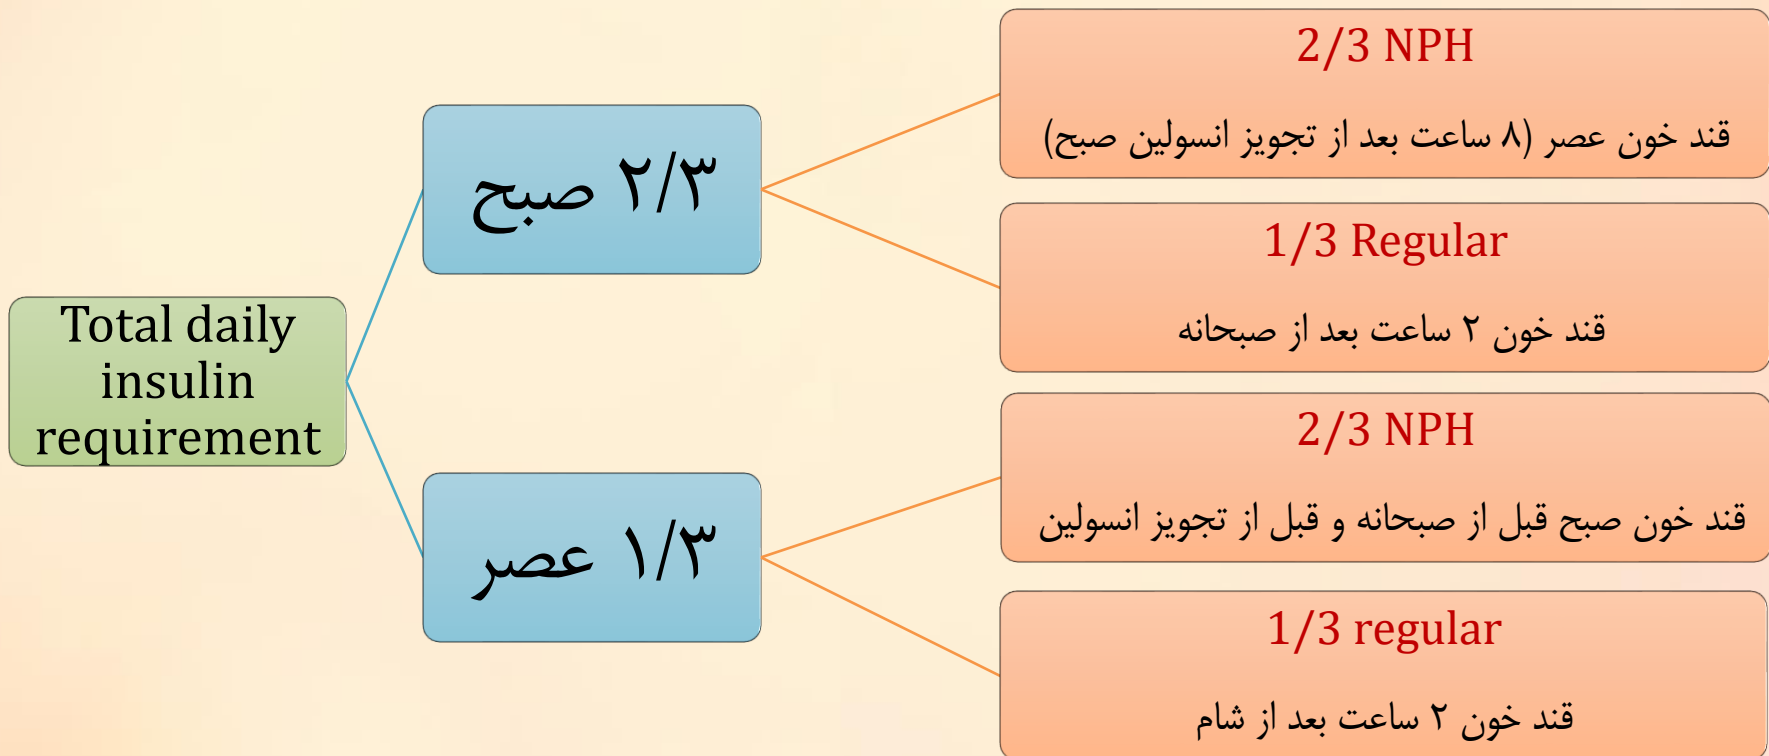 Total daily
insulin
requirement
۲/۳ صبح
2/3 NPH
قند خون عصر (۸ ساعت بعد از تجویز انسولین صبح)
1/3 Regular
قند خون ۲ ساعت بعد از صبحانه
۱/۳ عصر
2/3 NPH
قند خون صبح قبل از صبحانه و قبل از تجویز انسولین
1/3 regular
قند خون ۲ ساعت بعد از شام